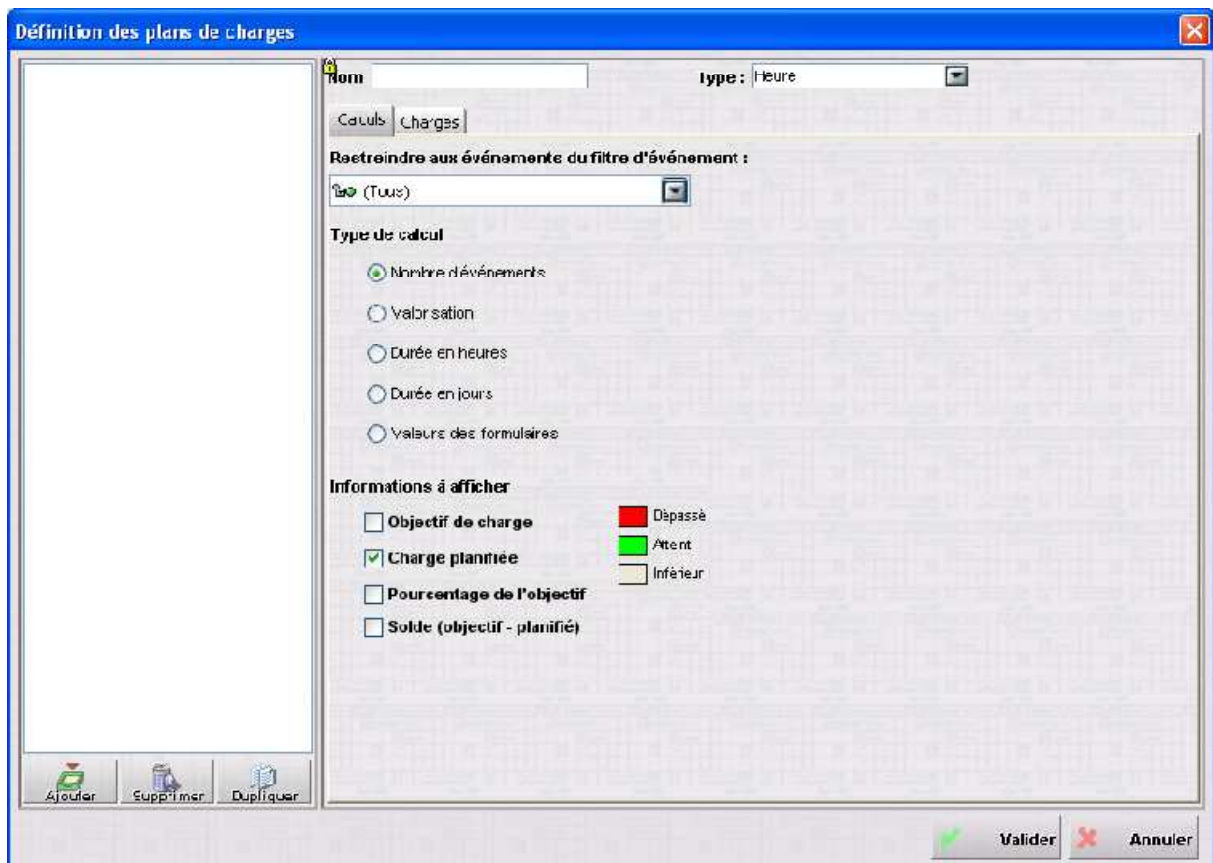 Définition des plans de charges
Nom
Type : Heure
Calculs Charges
Restreindre aux événements du filtre d'événement :
(Tous)
Type de calcul
Nombre d'événements
Valorisation
Durée en heures
Durée en jours
Valeurs des formulaires
Informations à afficher
Objectif de charge
Charge planifiée
Pourcentage de l'objectif
Solde (objectif - planifié)
Dépassé
Atteint
Inférieur
Ajouter Supprimer Dupliquer
Valider Annuler